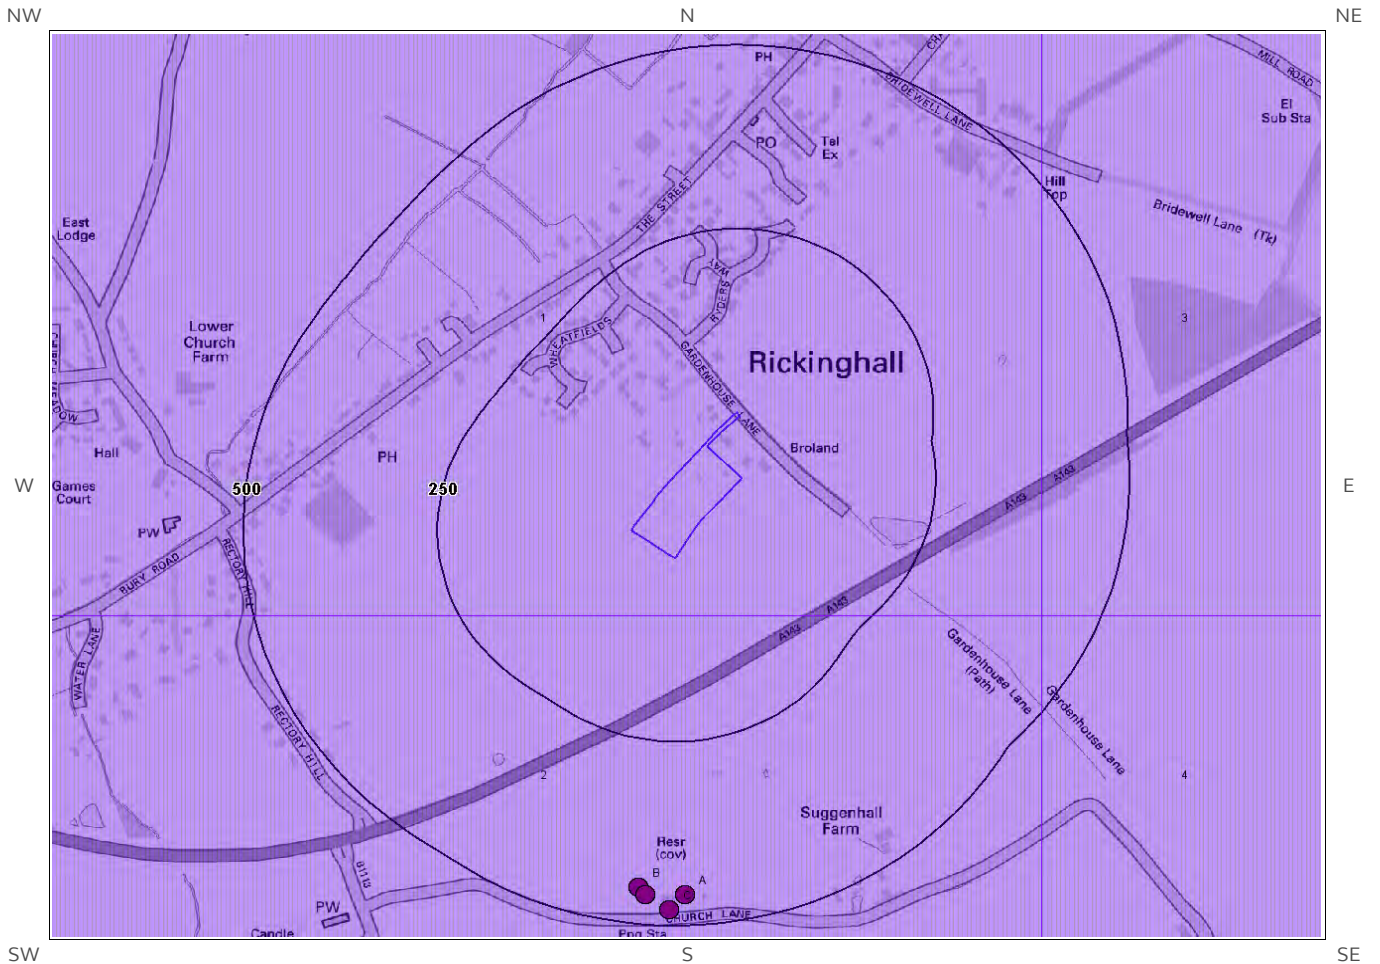 NW
N
NE
PH
CHA
BRIDEWELL LANE
MILL ROAD
El
Sub Sta
PO
Tel
Ex
Hill
Top
THE STREET
Bridewell Lane (Tk)
East
Lodge
WAY
RYDERS
1
3
Lower
Church
Farm
WHEATFIELDS
GARDENHOUSE LANE
Rickinghall
MEADOW
Hall
PH
Broland
W
Games
Court
500
250
A143
A143
E
PW
BURY ROAD
RECTORY HILL
A143
A143
WATER LANE
Gardenhouse Lane
(Path)
Gardenhouse Lane
RECTORY HILL
2
4
Suggenhall
Farm
Resr
(cov)
B
A
B1113
PW
CHURCH LANE
Candle
Ppg Sta
SW
S
SE